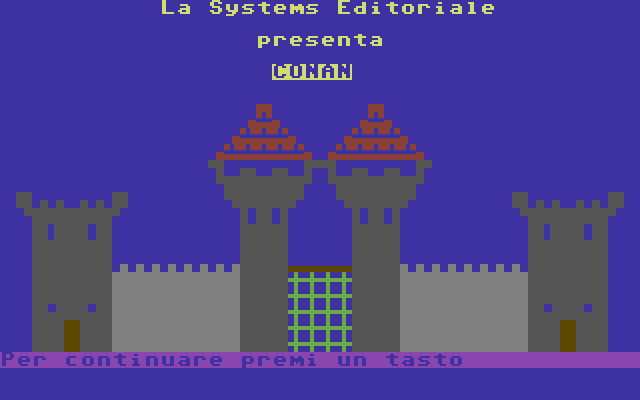 La Systems Editoriale
presenta
CONAN
Per continuare premi un tasto